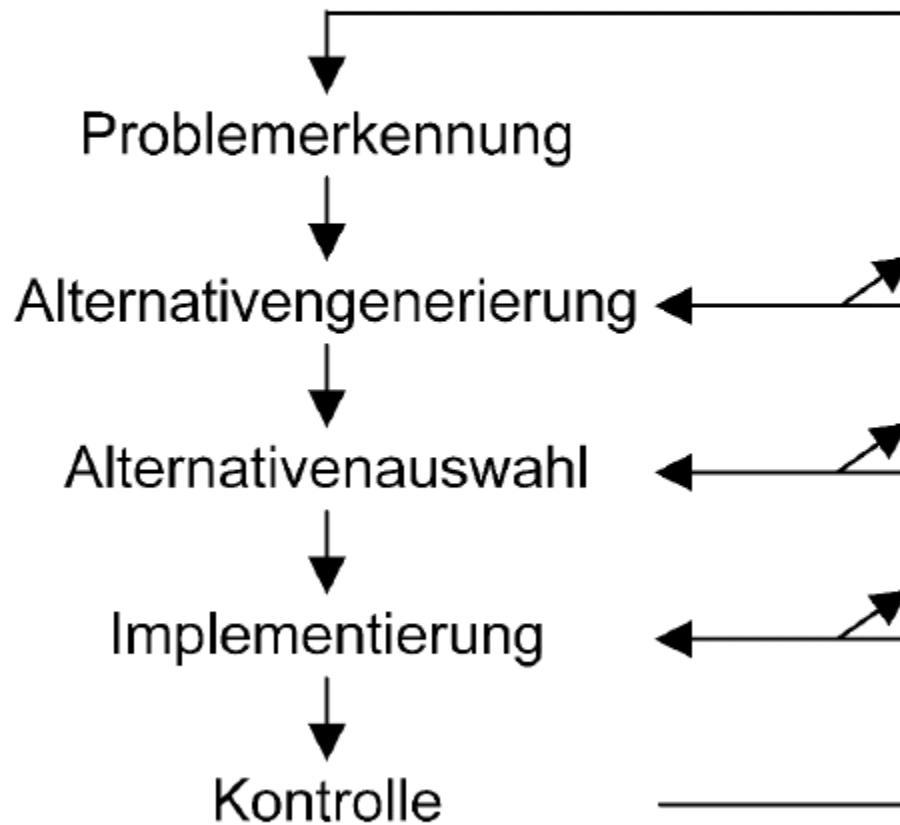 Problemerkennung
Alternativengenerierung
Alternativenauswahl
Implementierung
Kontrolle